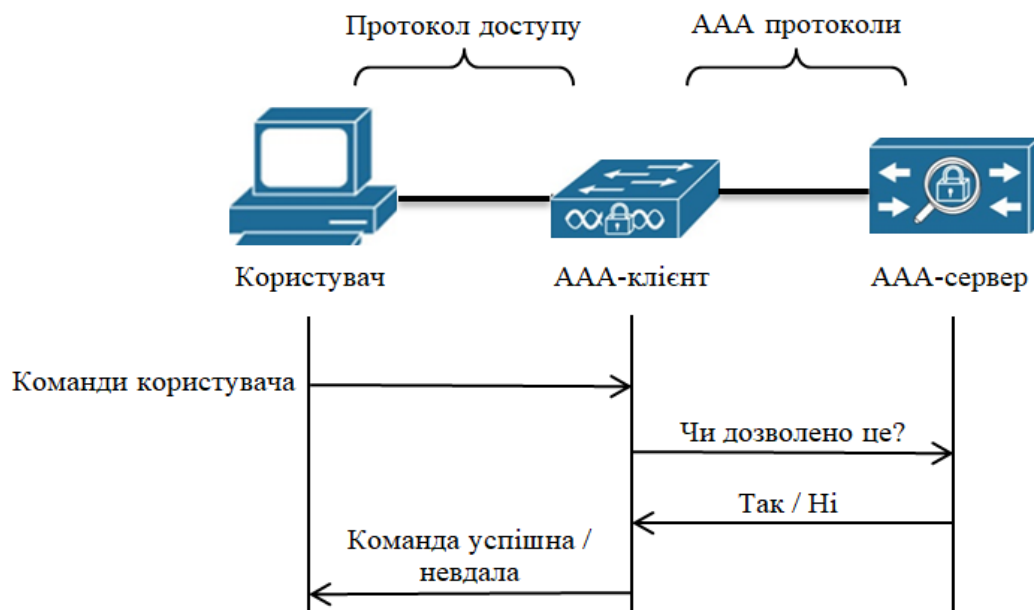 Протокол доступу
ААА протоколи
Користувач
ААА-клієнт
ААА-сервер
Команди користувача
Чи дозволено це?
Так / Ні
Команда успішна /
невдала